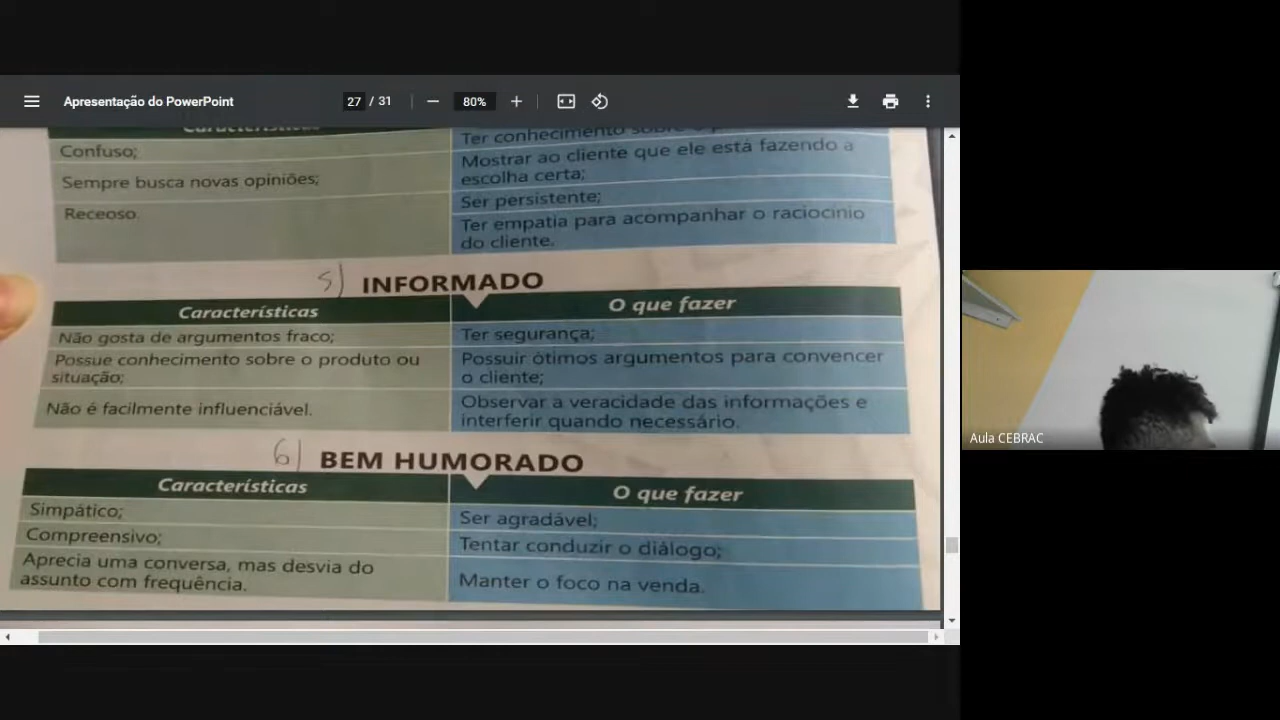 Apresentação do PowerPoint
27 / 31
80%
Características
Ter conhecimento
Confuso;
Mostrar ao cliente que ele está fazendo a
escolha certa;
Sempre busca novas opiniões;
Ser persistente;
Receoso.
Ter empatia para acompanhar o raciocínio
do cliente.
5) INFORMADO
Características
O que fazer
Não gosta de argumentos fraco;
Ter segurança;
Possue conhecimento sobre o produto ou
situação;
Possuir ótimos argumentos para convencer
o cliente;
Não é facilmente influenciável.
Observar a veracidade das informações e
interferir quando necessário.
6) BEM HUMORADO
Características
O que fazer
Simpático;
Ser agradável;
Compreensivo;
Tentar conduzir o diálogo;
Aprecia uma conversa, mas desvia do
assunto com frequência.
Manter o foco na venda.
Aula CEBRAC